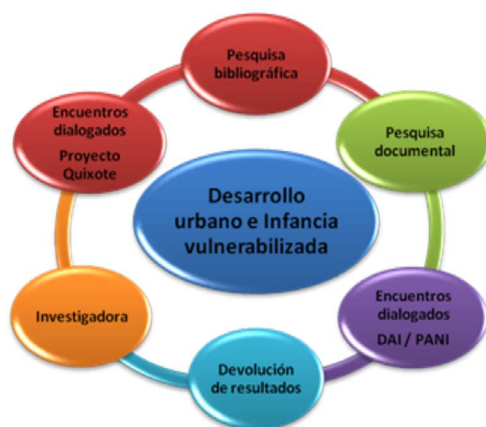 Pesquisa
bibliográfica
Pesquisa
documental
Encuentros
dialogados
DAI / PANI
Devolución
de resultados
Investigadora
Encuentros
dialogados
Proyecto
Quixote
Desarrollo
urbano e Infancia
vulnerabilizada